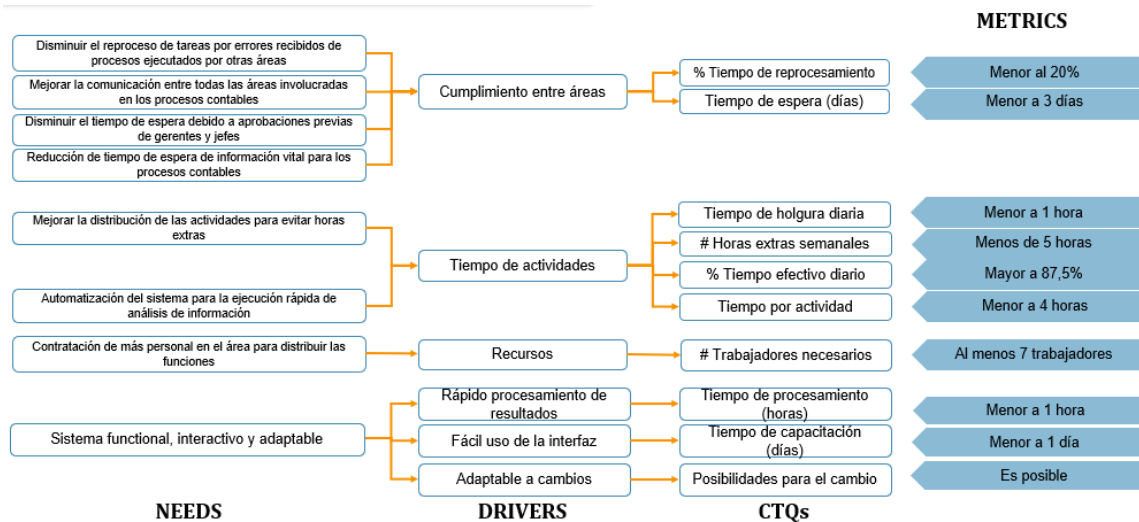 METRICS
Disminuir el reproceso de tareas por errores recibidos de
procesos ejecutados por otras áreas
Mejorar la comunicación entre todas las áreas involucradas
en los procesos contables
Disminuir el tiempo de espera debido a aprobaciones previas
de gerentes y jefes
Reducción de tiempo de espera de información vital para los
procesos contables
Cumplimiento entre áreas
% Tiempo de reprocesamiento
Menor al 20%
Tiempo de espera (días)
Menor a 3 días
Mejorar la distribución de las actividades para evitar horas
extras
Automatización del sistema para la ejecución rápida de
análisis de información
Tiempo de actividades
Tiempo de holgura diaria
Menor a 1 hora
# Horas extras semanales
Menos de 5 horas
% Tiempo efectivo diario
Mayor a 87,5%
Tiempo por actividad
Menor a 4 horas
Contratación de más personal en el área para distribuir las
funciones
Recursos
# Trabajadores necesarios
Al menos 7 trabajadores
Sistema functional, interactivo y adaptable
Rápido procesamiento de
resultados
Tiempo de procesamiento
(horas)
Menor a 1 hora
Fácil uso de la interfaz
Tiempo de capacitación
(días)
Menor a 1 día
Adaptable a cambios
Posibilidades para el cambio
Es posible
NEEDS
DRIVERS
CTQs